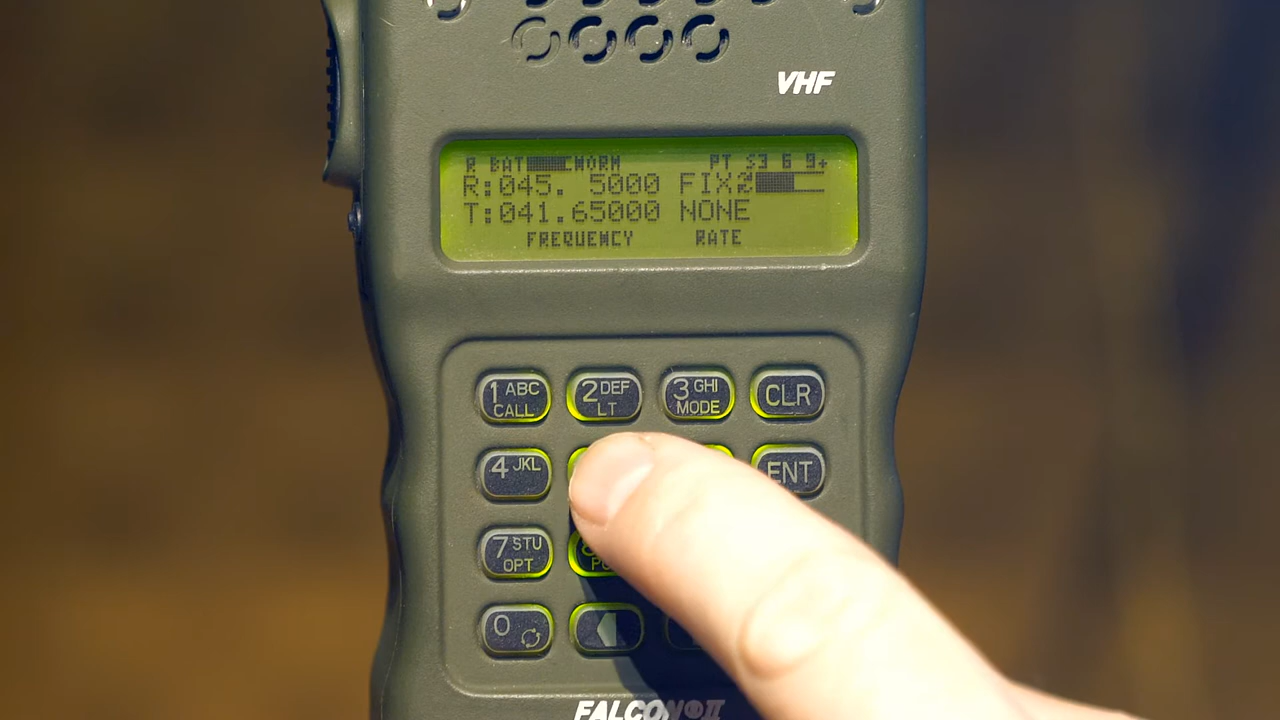 VHF
R BAT NORM PT S3 6 9+
R:045. 5000 FIX2
T:041.65000 NONE
FREQUENCY RATE
1 ABC CALL
2 DEF LT
3 GHI MODE
CLR
4 JKL
ENT
7 STU OPT
8
0
FALCON®II